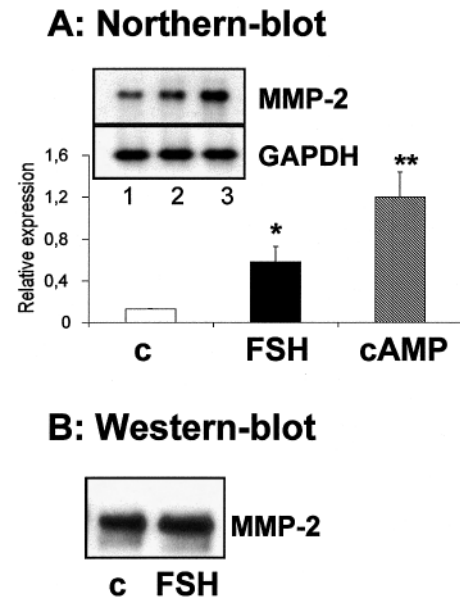 A: Northern-blot
MMP-2
GAPDH
1 2 3
Relative expression
1,6
1,2
0,8
0,4
0
*
**
c FSH cAMP
B: Western-blot
MMP-2
c FSH